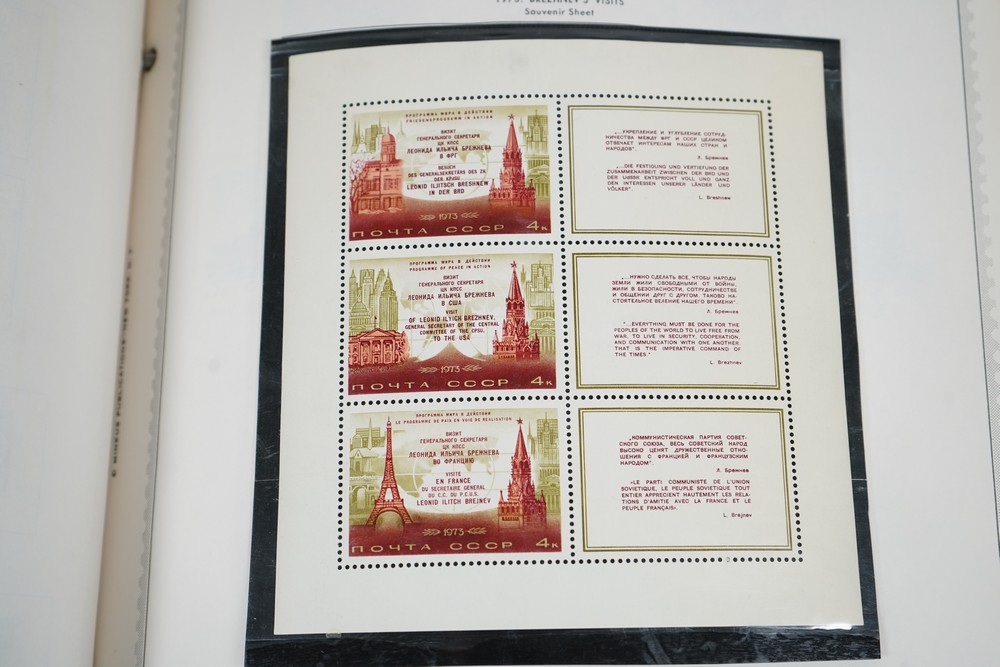 1973: BREZHNEV'S VISITS
Souvenir Sheet
ПРОГРАММА МИРА В ДЕЙСТВИИ
FRIEDENSPROGRAMM IN AKTION
ВИЗИТ
ГЕНЕРАЛЬНОГО СЕКРЕТАРЯ
ЦК КПСС
ЛЕОНИДА ИЛЬИЧА БРЕЖНЕВА
В ФРГ
BESUCH
DES GENERALSEKRETÄRS DES ZK
DER KPdSU
LEONID ILJITSCH BRESHNEW
IN DER BRD
1973
ПОЧТА СССР 4к
„...УКРЕПЛЕНИЕ И УГЛУБЛЕНИЕ СОТРУД-
НИЧЕСТВА МЕЖДУ ФРГ И СССР ЦЕЛИКОМ
ОТВЕЧАЕТ ИНТЕРЕСАМ НАШИХ СТРАН И
НАРОДОВ".
Л. Брежнев
„...DIE FESTIGUNG UND VERTIEFUNG DER
ZUSAMMENARBEIT ZWISCHEN DER BRD UND
DER UdSSR ENTSPRICHT VOLL UND GANZ
DEN INTERESSEN UNSERER LÄNDER UND
VÖLKER".
L. Breshnew
ПРОГРАММА МИРА В ДЕЙСТВИИ
PROGRAMME OF PEACE IN ACTION
ВИЗИТ
ГЕНЕРАЛЬНОГО СЕКРЕТАРЯ
ЦК КПСС
ЛЕОНИДА ИЛЬИЧА БРЕЖНЕВА
В США
VISIT
OF LEONID ILYICH BREZHNEV,
GENERAL SECRETARY OF THE CENTRAL
COMMITTEE OF THE CPSU,
TO THE USA
1973
ПОЧТА СССР 4к
„...НУЖНО СДЕЛАТЬ ВСЕ, ЧТОБЫ НАРОДЫ
ЗЕМЛИ ЖИЛИ СВОБОДНЫМИ ОТ ВОЙНЫ,
ЖИЛИ В БЕЗОПАСНОСТИ, СОТРУДНИЧЕСТВЕ
И ОБЩЕНИИ ДРУГ С ДРУГОМ. ТАКОВО НА-
СТОЯТЕЛЬНОЕ ВЕЛЕНИЕ НАШЕГО ВРЕМЕНИ".
Л. Брежнев
"...EVERYTHING MUST BE DONE FOR THE
PEOPLES OF THE WORLD TO LIVE FREE FROM
WAR, TO LIVE IN SECURITY, COOPERATION,
AND COMMUNICATION WITH ONE ANOTHER.
THAT IS THE IMPERATIVE COMMAND OF
THE TIMES."
L. Brezhnev
ПРОГРАММА МИРА В ДЕЙСТВИИ
LE PROGRAMME DE PAIX EN VOIE DE REALISATION
ВИЗИТ
ГЕНЕРАЛЬНОГО СЕКРЕТАРЯ
ЦК КПСС
ЛЕОНИДА ИЛЬИЧА БРЕЖНЕВА
ВО ФРАНЦИЮ
VISITE
EN FRANCE
DU SECRETAIRE GENERAL
DU C.C. DU P.C.U.S.
LEONID ILITCH BREJNEV
1973
ПОЧТА СССР 4к
„КОММУНИСТИЧЕСКАЯ ПАРТИЯ СОВЕТ-
СКОГО СОЮЗА, ВЕСЬ СОВЕТСКИЙ НАРОД
ВЫСОКО ЦЕНЯТ ДРУЖЕСТВЕННЫЕ ОТНО-
ШЕНИЯ С ФРАНЦИЕЙ И ФРАНЦУЗСКИМ
НАРОДОМ".
Л. Брежнев
«LE PARTI COMMUNISTE DE L'UNION
SOVIETIQUE, LE PEUPLE SOVIETIQUE TOUT
ENTIER APPRECIENT HAUTEMENT LES RELA-
TIONS D'AMITIE AVEC LA FRANCE ET LE
PEUPLE FRANÇAIS».
L. Brejnev
© MINKUS PUBLICATIONS NEW YORK N.Y.